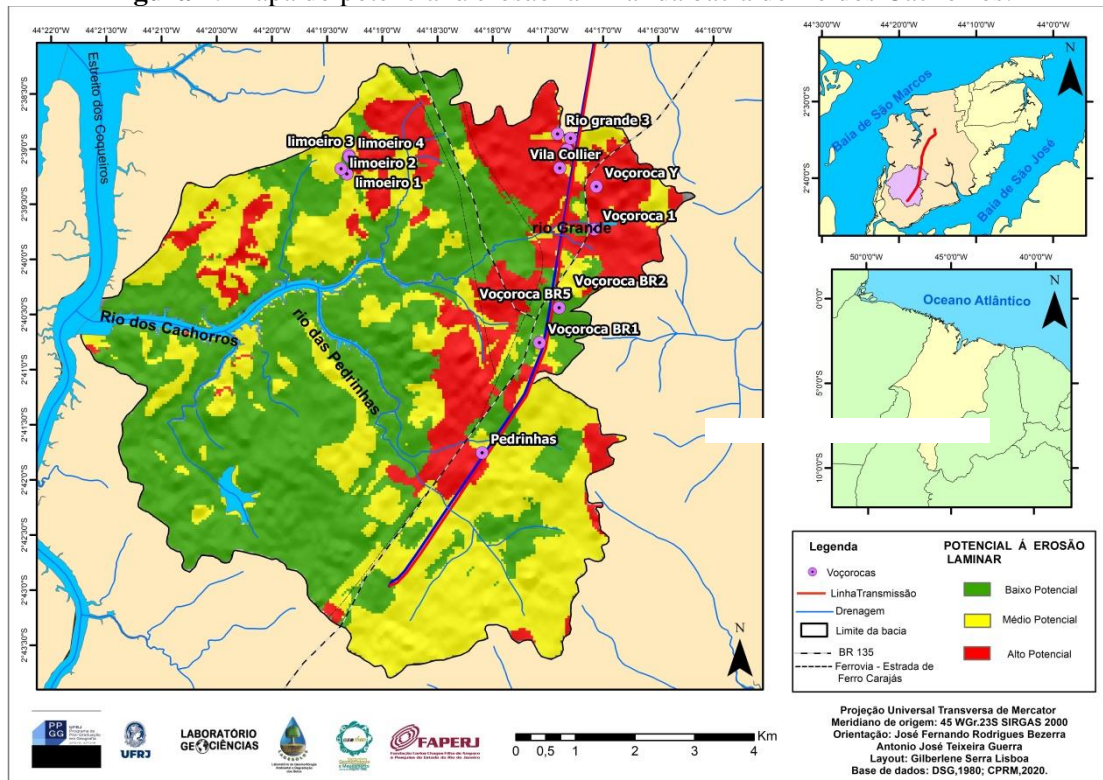 44°22'0"W 44°21'30"W 44°21'0"W 44°20'30"W 44°20'0"W 44°19'30"W 44°19'0"W 44°18'30"W 44°18'0"W 44°17'30"W 44°17'0"W 44°16'30"W 44°16'0"W
2°38'30"S
2°39'0"S
2°39'30"S
2°40'0"S
2°40'30"S
2°41'0"S
2°41'30"S
2°42'0"S
2°42'30"S
2°43'0"S
2°43'30"S
Estreito dos Coqueiros
Rio grande 3
limoeiro 3
limoeiro 4
limoeiro 2
limoeiro 1
Vila Collier
Voçoroca Y
Voçoroca 1
rio Grande
Voçoroca BR2
Voçoroca BR5
Voçoroca BR1
Rio dos Cachorros
rio das Pedrinhas
Pedrinhas
N
44°30'0"W 44°20'0"W 44°10'0"W 44°0'0"W
2°30'0"S
2°40'0"S
Baía de São Marcos
Baía de São José
N
50°0'0"W 45°0'0"W 40°0'0"W
0°0'0"
5°0'0"S
10°0'0"S
Oceano Atlântico
N
Legenda
Voçorocas
LinhaTransmissão
Drenagem
Limite da bacia
BR 135
Ferrovia - Estrada de
Ferro Carajás
POTENCIAL Á EROSÃO
LAMINAR
Baixo Potencial
Médio Potencial
Alto Potencial
Projeção Universal Transversa de Mercator
Meridiano de origem: 45 WGr.23S SIRGAS 2000
Orientação: José Fernando Rodrigues Bezerra
Antonio José Teixeira Guerra
Layout: Gilberlene Serra Lisboa
Base de dados: DSG,1980; CPRM,2020.
0 0,5 1 2 3 4
Km
PP
GG
UFRJ
UFRJ
LABORATÓRIO
GEOCIÊNCIAS
FAPERJ